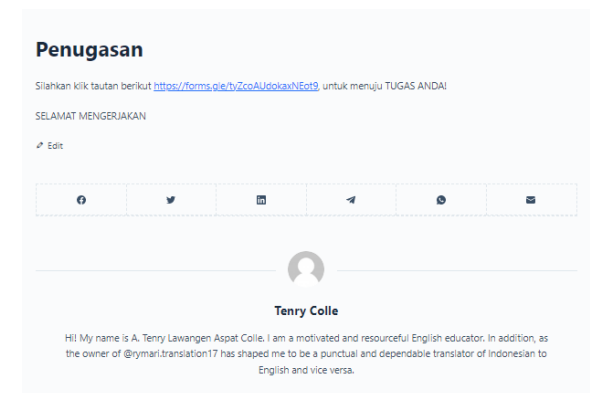 Penugasan
Silahkan klik tautan berikut https://forms.gle/tyZcoAUdokaxNEot9, untuk menuju TUGAS ANDA!
SELAMAT MENGERJAKAN
Edit
Tenry Colle
Hi! My name is A. Tenry Lawangen Aspat Colle. I am a motivated and resourceful English educator. In addition, as
the owner of @rymari.translation17 has shaped me to be a punctual and dependable translator of Indonesian to
English and vice versa.